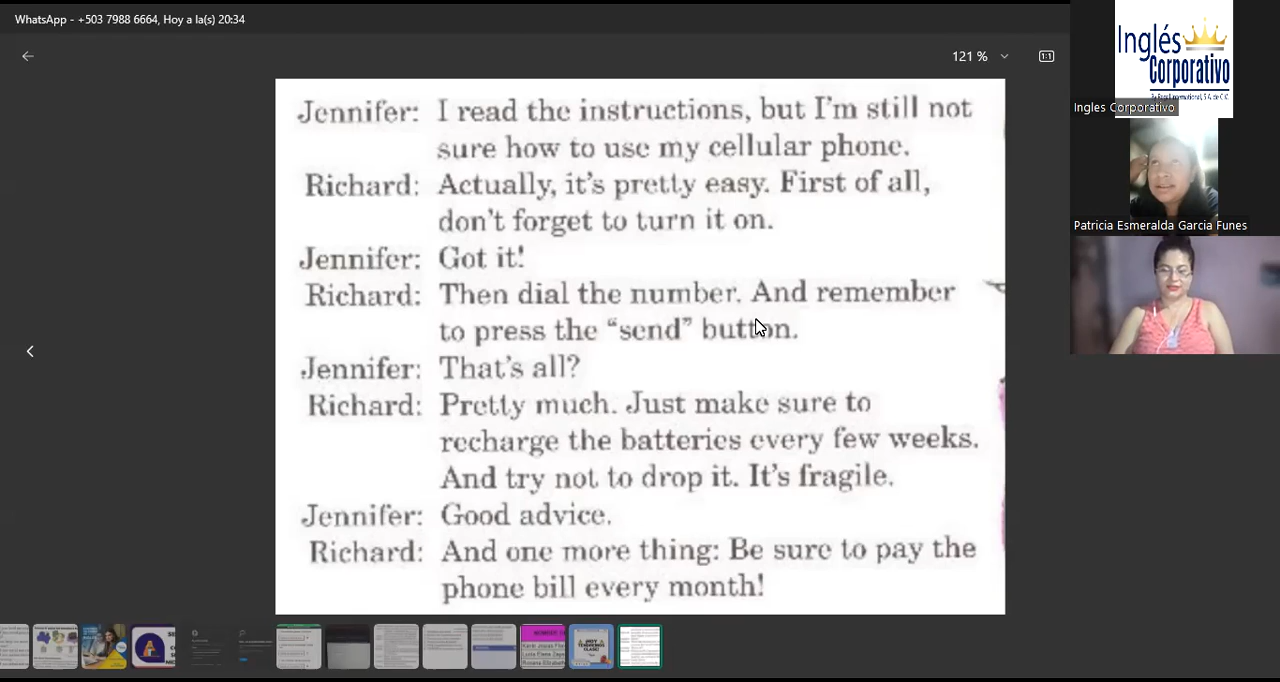 WhatsApp - +503 7988 6664, Hoy a la(s) 20:34
121 %
1:1
Jennifer: I read the instructions, but I'm still not
sure how to use my cellular phone.
Richard: Actually, it's pretty easy. First of all,
don't forget to turn it on.
Jennifer: Got it!
Richard: Then dial the number. And remember
to press the “send” button.
Jennifer: That's all?
Richard: Pretty much. Just make sure to
recharge the batteries every few weeks.
And try not to drop it. It's fragile.
Jennifer: Good advice.
Richard: And one more thing: Be sure to pay the
phone bill every month!
Inglés
Corporativo
Ingles Corporativo
Patricia Esmeralda Garcia Funes